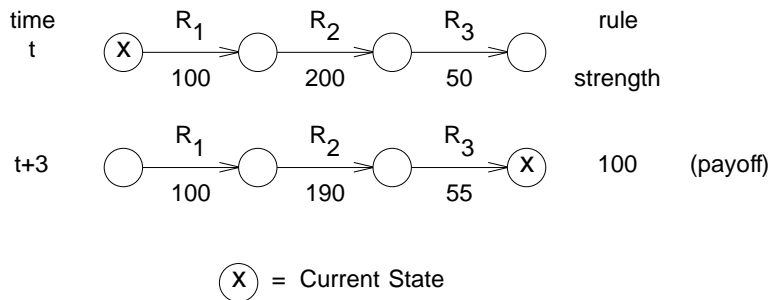 time R1 R2 R3 rule
t X
100 200 50 strength
R1 R2 R3
t+3 X 100 (payoff)
100 190 55
X = Current State